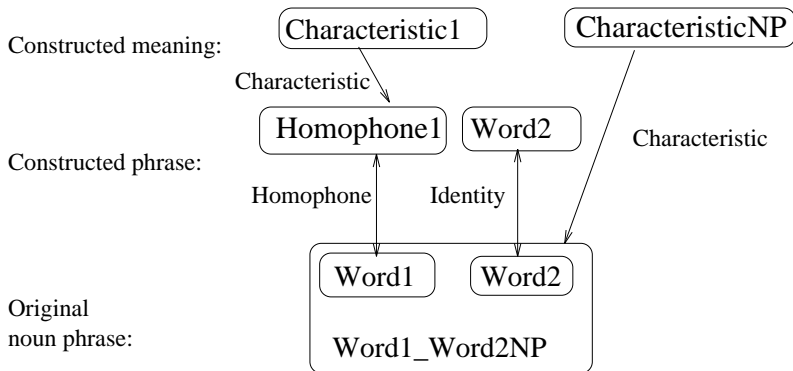 Constructed meaning: Characteristic1 CharacteristicNP
Characteristic
Constructed phrase: Homophone1 Word2 Characteristic
Homophone Identity
Word1 Word2
Original
noun phrase: Word1_Word2NP